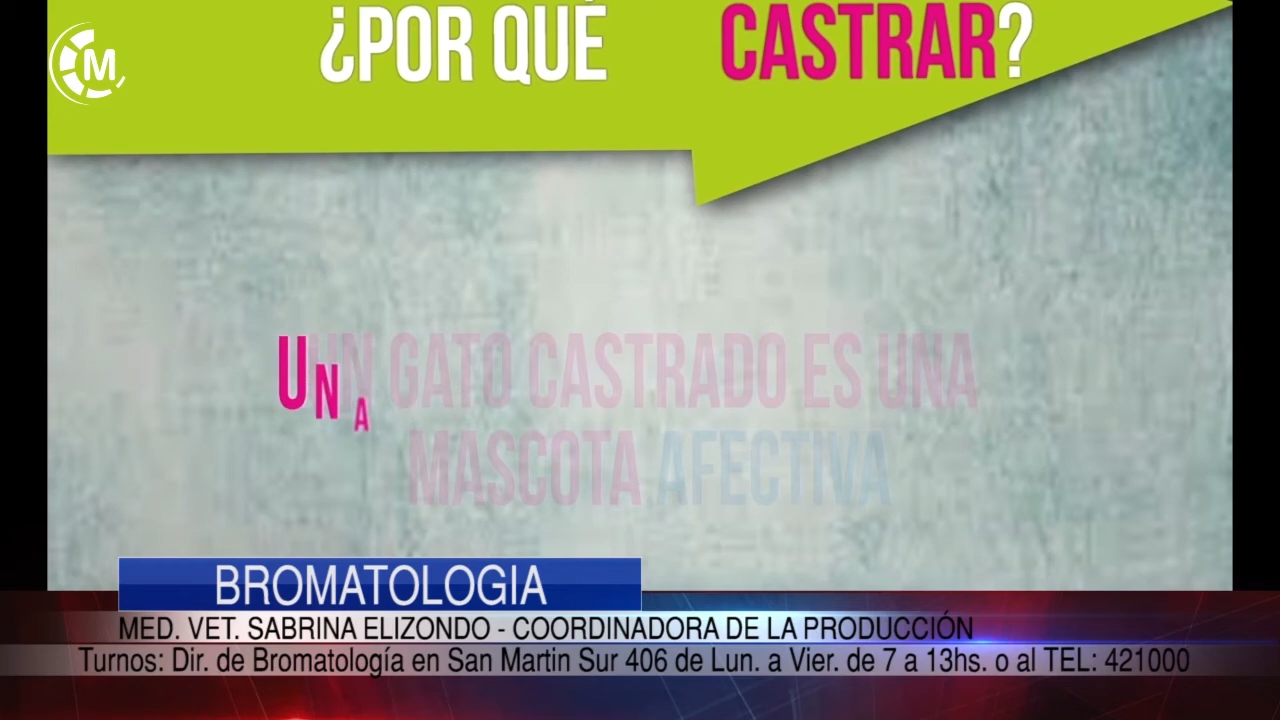 ¿POR QUÉ CASTRAR?
M
UN GATO CASTRADO ES UNA
MASCOTA AFECTIVA
UNA
BROMATOLOGIA
MED. VET. SABRINA ELIZONDO - COORDINADORA DE LA PRODUCCIÓN
Turnos: Dir. de Bromatología en San Martin Sur 406 de Lun. a Vier. de 7 a 13hs. o al TEL: 421000